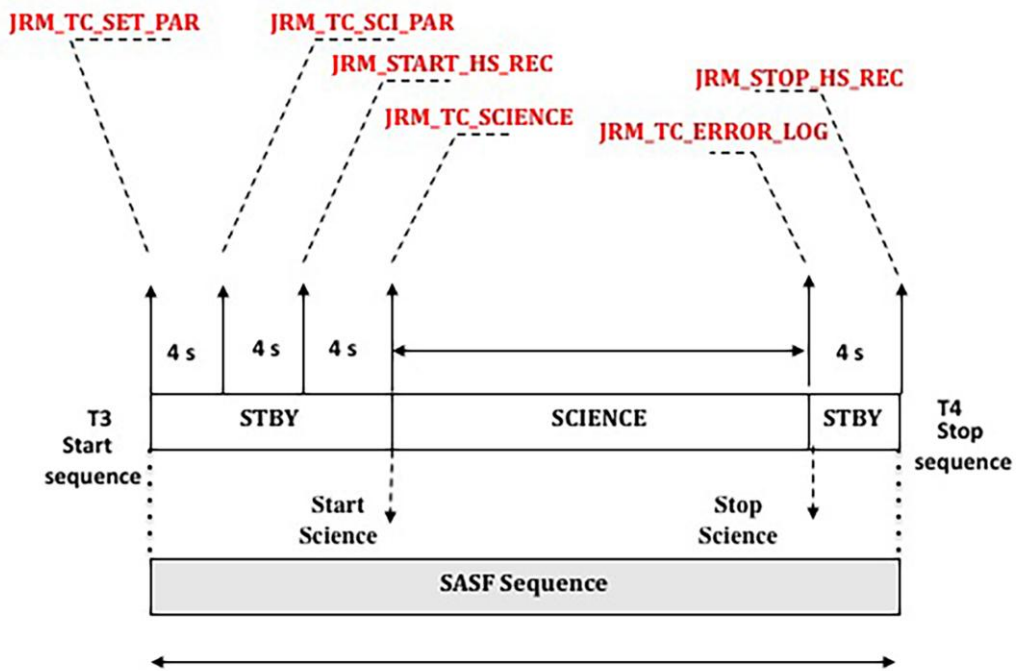 JRM_TC_SET_PAR
JRM_TC_SCI_PAR
JRM_START_HS_REC
JRM_STOP_HS_REC
JRM_TC_SCIENCE
JRM_TC_ERROR_LOG
4 s
4 s
4 s
4 s
T3
Start
sequence
STBY
SCIENCE
STBY
T4
Stop
sequence
Start
Science
Stop
Science
SASF Sequence